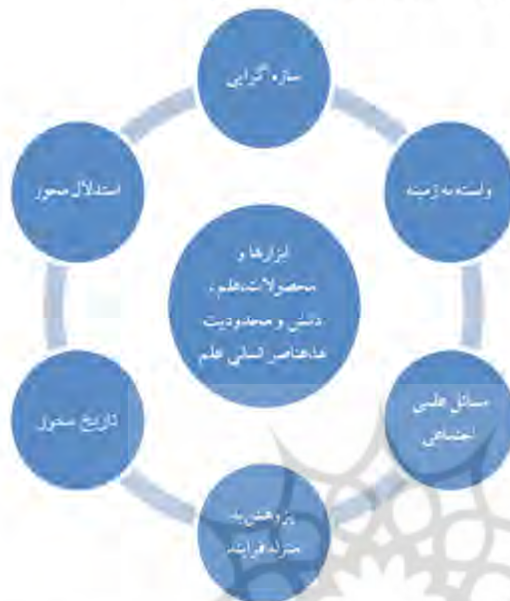 سازه گرایی
وابسته به زمینه
مسائل علمی
اجتماعی
پژوهش به
منزله فرایند
تاریخ محور
استدلال محور
ابزارها و
محصولات علم،
دانش و محدودیت
ها، عناصر انسانی علم